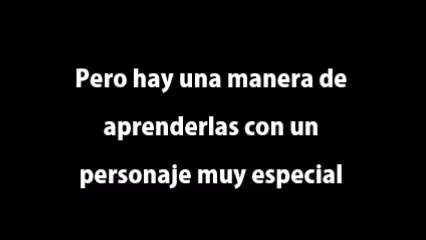 Pero hay una manera de
aprenderlas con un
personaje muy especial